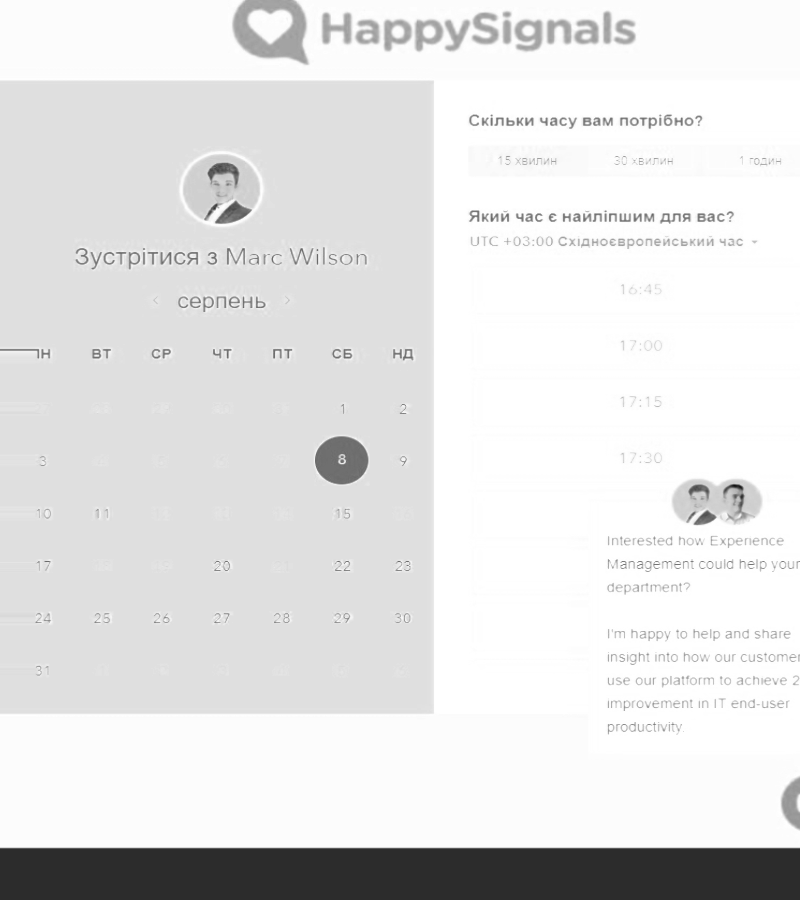 HappySignals
Зустрітися з Marc Wilson
серпень
ПН ВТ СР ЧТ ПТ СБ НД
1 2
3 8 9
10 11 15
17 20 22 23
24 25 26 27 28 29 30
31
Скільки часу вам потрібно?
15 хвилин 30 хвилин 1 годин
Який час є найліпшим для вас?
UTC +03:00 Східноєвропейський час
16:45
17:00
17:15
17:30
Interested how Experience
Management could help your
department?
I'm happy to help and share
insight into how our customer
use our platform to achieve 2
improvement in IT end-user
productivity.